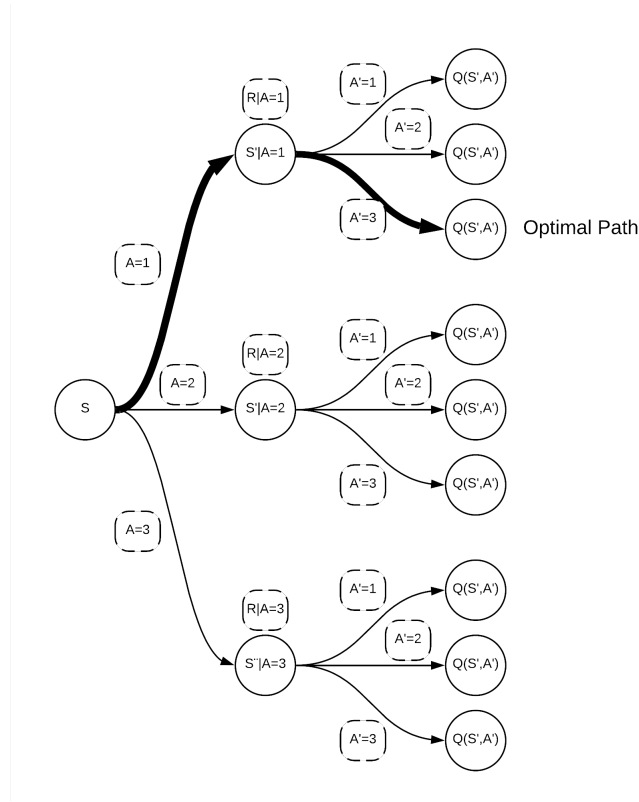 A'=1
Q(S',A')
R|A=1
A'=2
S'|A=1
Q(S',A')
A'=3
Q(S',A')
Optimal Path
A=1
A'=1
Q(S',A')
R|A=2
A=2
A'=2
S
S'|A=2
Q(S',A')
A'=3
Q(S',A')
A=3
A'=1
Q(S',A')
R|A=3
A'=2
S'|A=3
Q(S',A')
A'=3
Q(S',A')